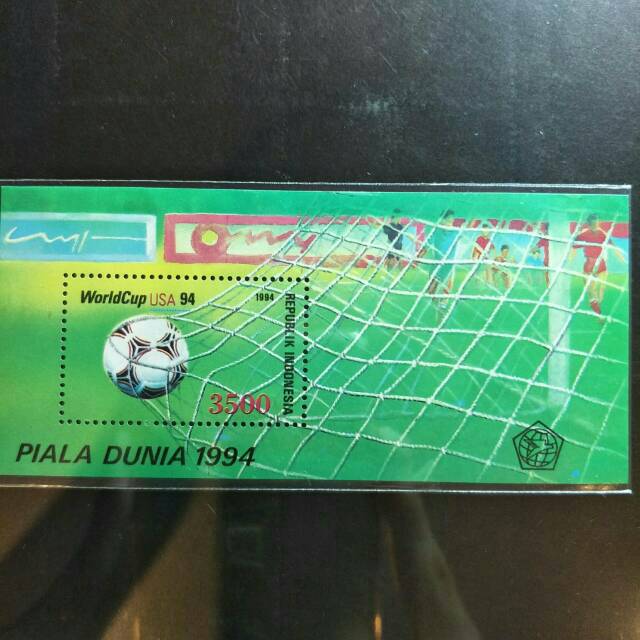 WorldCup USA 94
1994
REPUBLIK INDONESIA
3500
PIALA DUNIA 1994